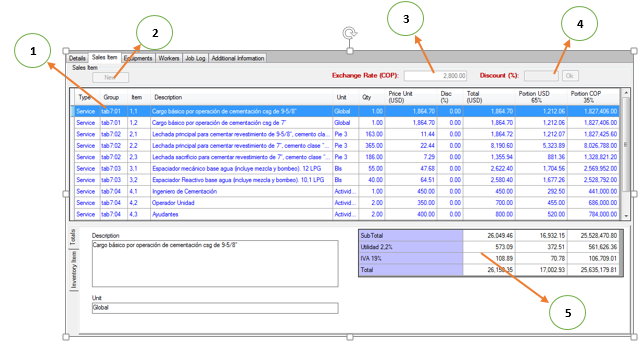 3
4
2
1
Details Sales Item Equipments Workers Job Log Additional Information
Sales Item
New
Exchange Rate (COP): 2,800.00 Discount (%): Ok
Type Group Item Description Unit Qty Price Unit (USD) Disc (%) Total (USD) Portion USD 65% Portion COP 35%
Service tab7:01 1,1 Cargo básico por operación de cementación csg de 9-5/8" Global 1.00 1,864.70 0.00 1,864.70 1,212.06 1,827,406.00
Service tab7:01 1,2 Cargo básico por operación de cementación csg de 7" Global 1.00 1,864.70 0.00 1,864.70 1,212.06 1,827,406.00
Service tab7:02 2,1 Lechada principal para cementar revestimiento de 9-5/8", cemento cla... Pie 3 163.00 11.44 0.00 1,864.72 1,212.07 1,827,425.60
Service tab7:02 2,2 Lechada principal para cementar revestimiento de 7", cemento clase "... Pie 3 365.00 22.44 0.00 8,190.60 5,323.89 8,026,788.00
Service tab7:02 2,3 Lechada sacrificio para cementar revestimiento de 7", cemento clase "... Pie 3 186.00 7.29 0.00 1,355.94 881.36 1,328,821.20
Service tab7:03 3,1 Espaciador mecánico base agua (incluye mezcla y bombeo). 12 LPG Bls 55.00 47.68 0.00 2,622.40 1,704.56 2,569,952.00
Service tab7:03 3,2 Espaciador Reactivo base agua (incluye mezcla y bombeo). 10,1 LPG Bls 40.00 64.51 0.00 2,580.40 1,677.26 2,528,792.00
Service tab7:04 4,1 Ingeniero de Cementación Activid... 1.00 450.00 0.00 450.00 292.50 441,000.00
Service tab7:04 4,2 Operador Unidad Activid... 2.00 350.00 0.00 700.00 455.00 686,000.00
Service tab7:04 4,3 Ayudantes Activid... 2.00 400.00 0.00 800.00 520.00 784,000.00
Totals
Inventory Item
Description
Cargo básico por operación de cementación csg de 9-5/8"
Unit
Global
SubTotal 26,049.46 16,932.15 25,528,470.80
Utilidad 2,2% 573.09 372.51 561,626.36
IVA 19% 108.89 70.78 106,709.01
Total 26,158.35 17,002.93 25,635,179.81
5